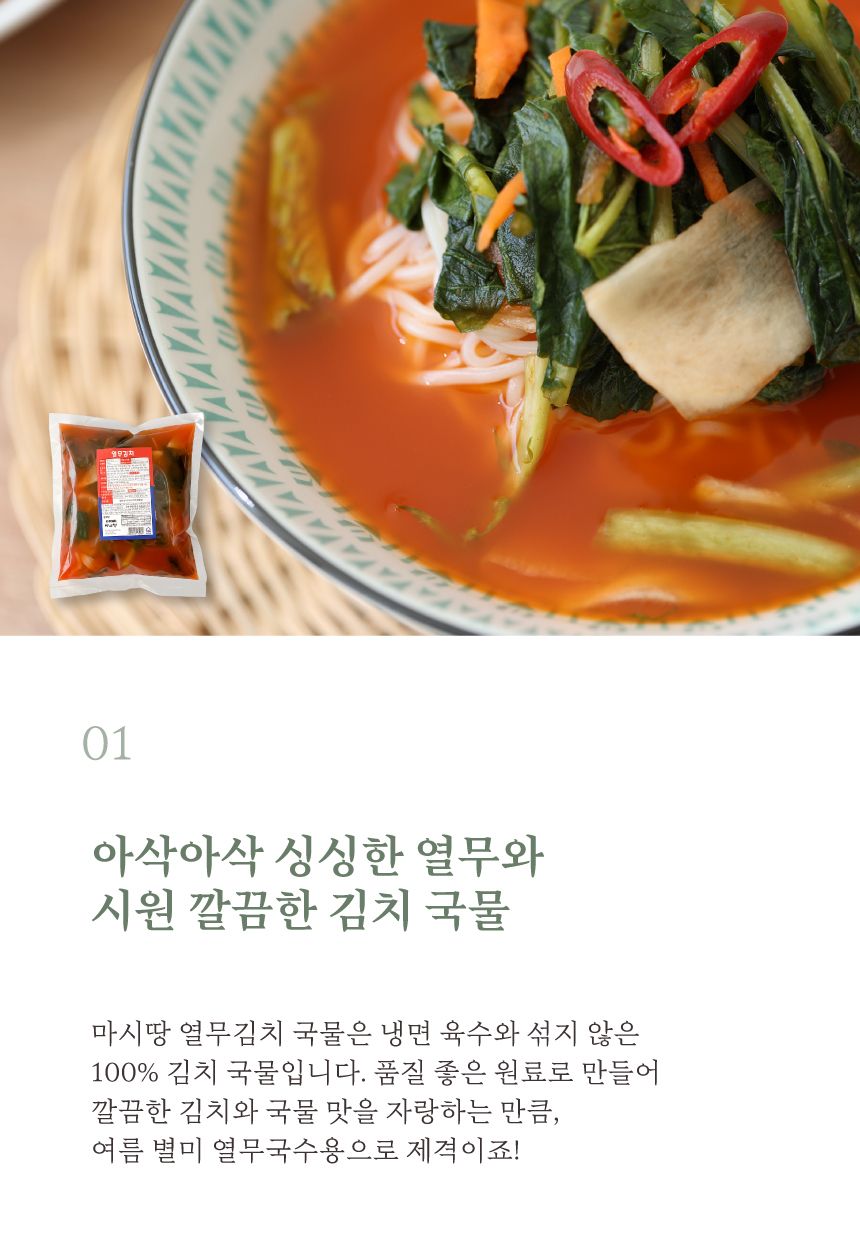 열무김치
01
아삭아삭 싱싱한 열무와
시원 깔끔한 김치 국물
마시땅 열무김치 국물은 냉면 육수와 섞지 않은
100% 김치 국물입니다. 품질 좋은 원료로 만들어
깔끔한 김치와 국물 맛을 자랑하는 만큼,
여름 별미 열무국수용으로 제격이죠!